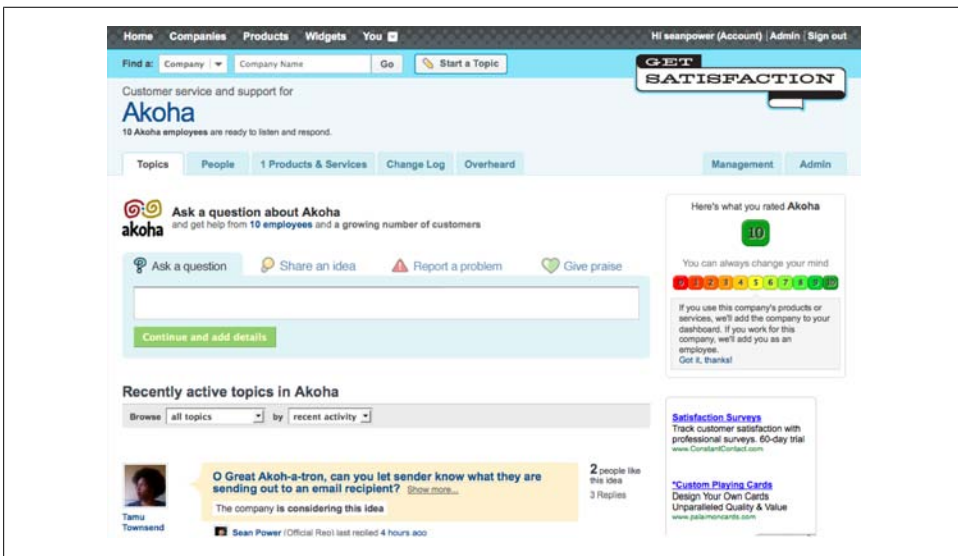 Home Companies Products Widgets You
Hi seanpower (Account) | Admin | Sign out
Find a: Company Company Name Go Start a Topic
GET
SATISFACTION
Customer service and support for
Akoha
10 Akoha employees are ready to listen and respond.
Topics People 1 Products & Services Change Log Overheard Management Admin
akoha
Ask a question about Akoha
and get help from 10 employees and a growing number of customers
Ask a question Share an idea Report a problem Give praise
Continue and add details
Here's what you rated Akoha
10
You can always change your mind
0 1 2 3 4 5 6 7 8 9 10
If you use this company's products or
services, we'll add the company to your
dashboard. If you work for this
company, we'll add you as an
employee.
Got it, thanks!
Recently active topics in Akoha
Browse all topics by recent activity
Tamu
Townsend
O Great Akoh-a-tron, can you let sender know what they are
sending out to an email recipient? Show more...
The company is considering this idea
Sean Power (Official Rep) last replied 4 hours ago
2 people like
this idea
3 Replies
Satisfaction Surveys
Track customer satisfaction with
professional surveys. 60-day trial
www.ConstantContact.com
"Custom Playing Cards
Design Your Own Cards
Unparalleled Quality & Value
www.palaimoncards.com